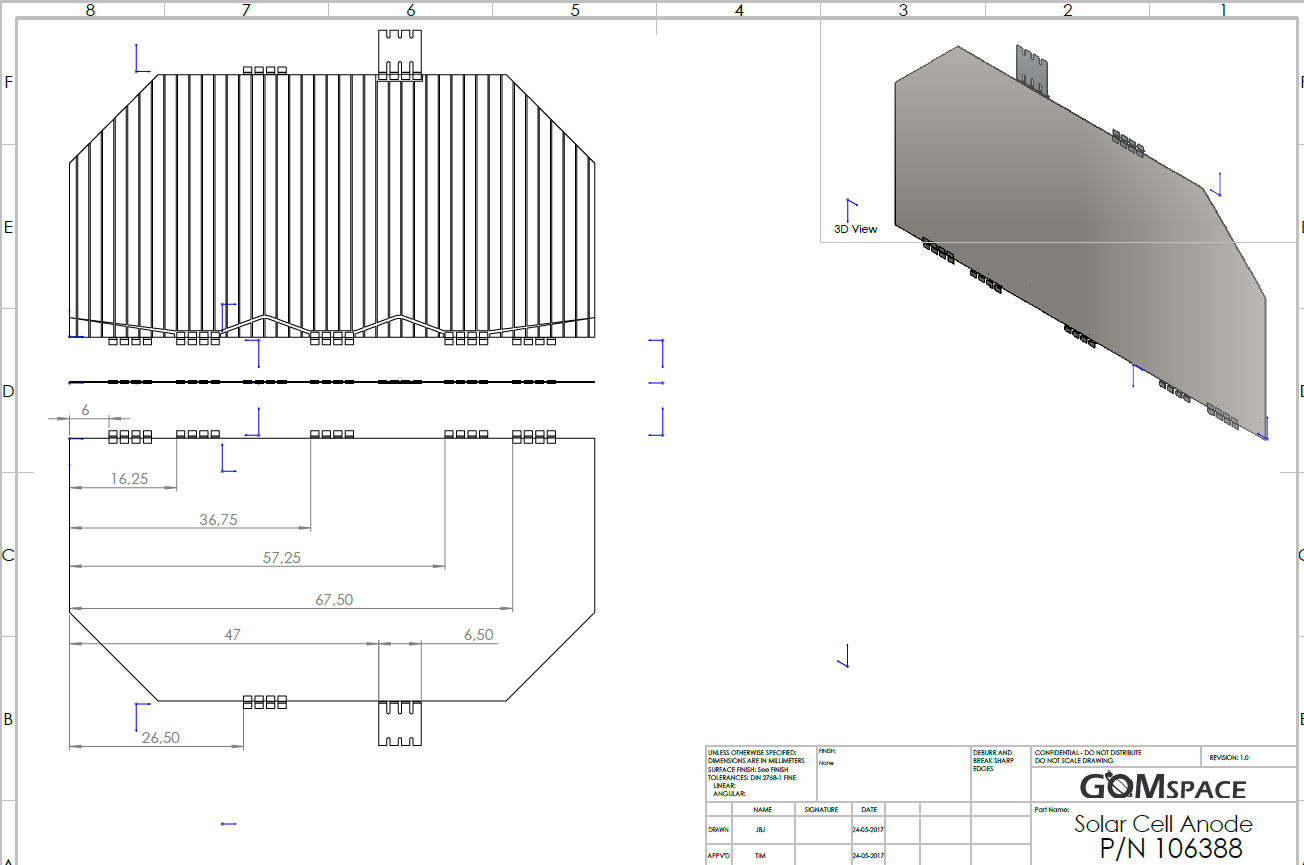 8 7 6 5 4 3 2 1
F
E
3D View
D
6
16,25
36,75
C
57,25
67,50
47 6,50
B
26,50
UNLESS OTHERWISE SPECIFIED:
DIMENSIONS ARE IN MILLIMETERS
SURFACE FINISH: See FINISH
TOLERANCES: DIN 2768-1 FINE
LINEAR:
ANGULAR:
FINISH:
None
DEBURR AND
BREAK SHARP
EDGES
CONFIDENTIAL - DO NOT DISTRIBUTE
DO NOT SCALE DRAWING
REVISION: 1.0
GOMSPACE
NAME SIGNATURE DATE
DRAWN JBJ 24-05-2017
APPV'D TIM 24-05-2017
Part Name:
Solar Cell Anode
P/N 106388